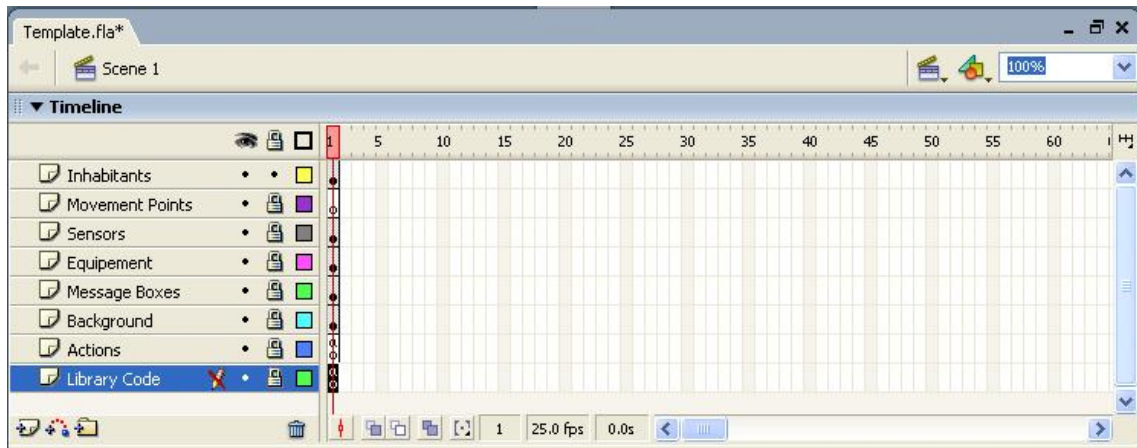 Template.fla*
Scene 1
100%
Timeline
1 5 10 15 20 25 30 35 40 45 50 55 60
Inhabitants
Movement Points
Sensors
Equipement
Message Boxes
Background
Actions
Library Code
1 25.0 fps 0.0s